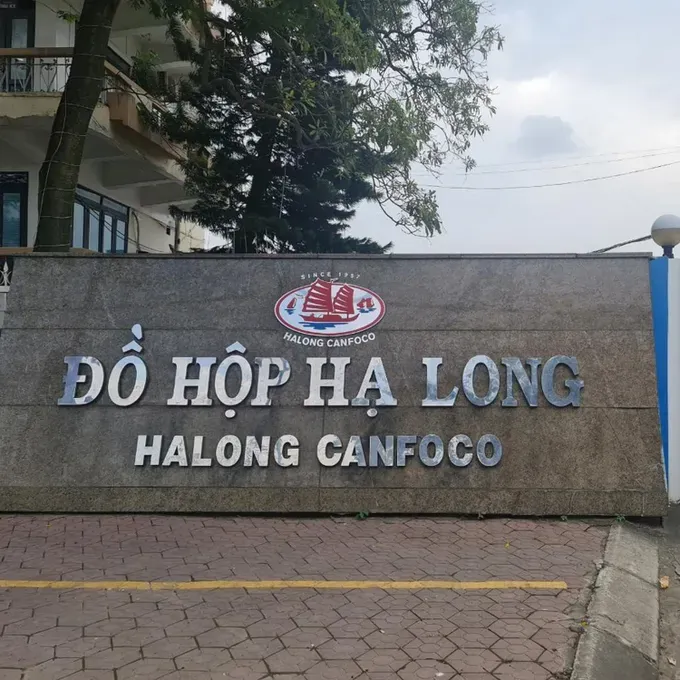 SINCE 1957
HALONG CANFOCO
ĐỒ HỘP HẠ LONG
HALONG CANFOCO